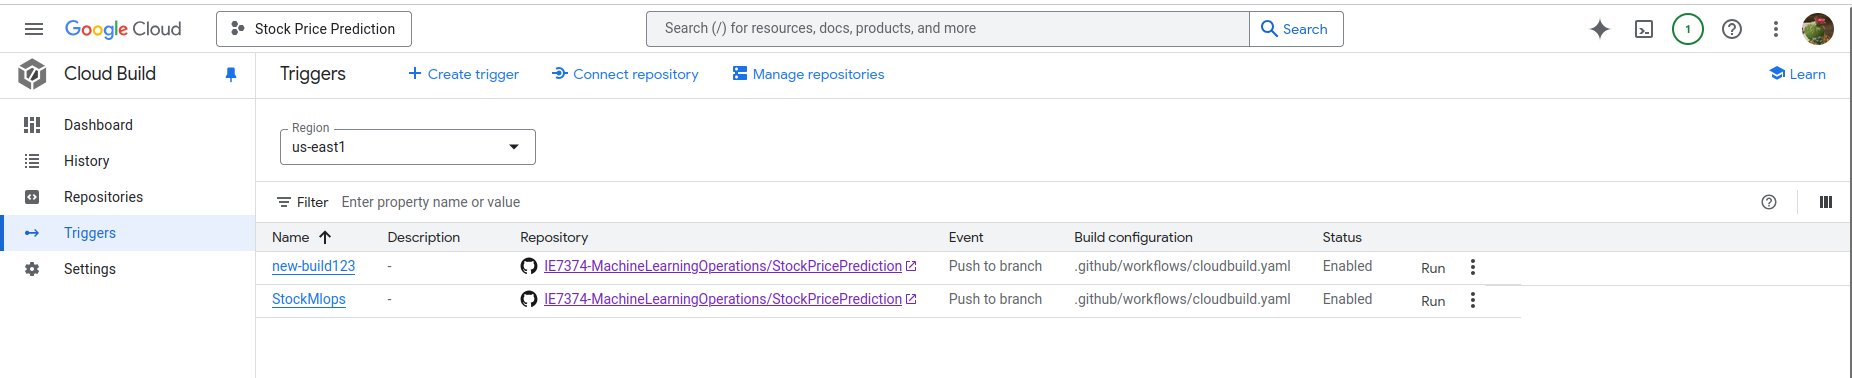 Google Cloud Stock Price Prediction Search (/) for resources, docs, products, and more Search 1
Cloud Build Triggers Create trigger Connect repository Manage repositories Learn
Dashboard
History
Repositories
Triggers
Settings
Region
us-east1
Filter Enter property name or value
Name Description Repository Event Build configuration Status
new-build123 - IE7374-MachineLearningOperations/StockPricePrediction Push to branch .github/workflows/cloudbuild.yaml Enabled Run
StockMlops - IE7374-MachineLearningOperations/StockPricePrediction Push to branch .github/workflows/cloudbuild.yaml Enabled Run